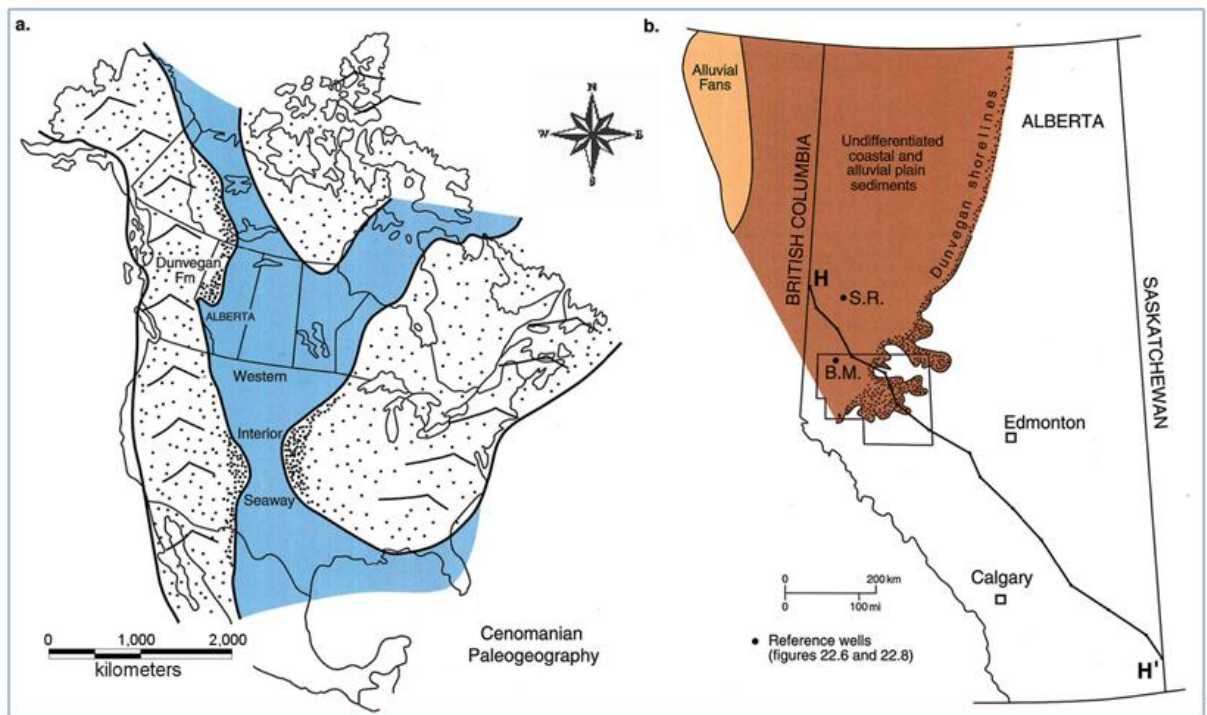 a.
N
W
E
S
Dunvegan
Fm
ALBERTA
Western
Interior
Seaway
0 1,000 2,000
kilometers
Cenomanian
Paleogeography
b.
Alluvial
Fans
BRITISH COLUMBIA
Undifferentiated
coastal and
alluvial plain
sediments
Dunvegan shorelines
ALBERTA
SASKATCHEWAN
H
S.R.
B.M.
Edmonton
Calgary
0 200 km
0 100 mi
Reference wells
(figures 22.6 and 22.8)
H'